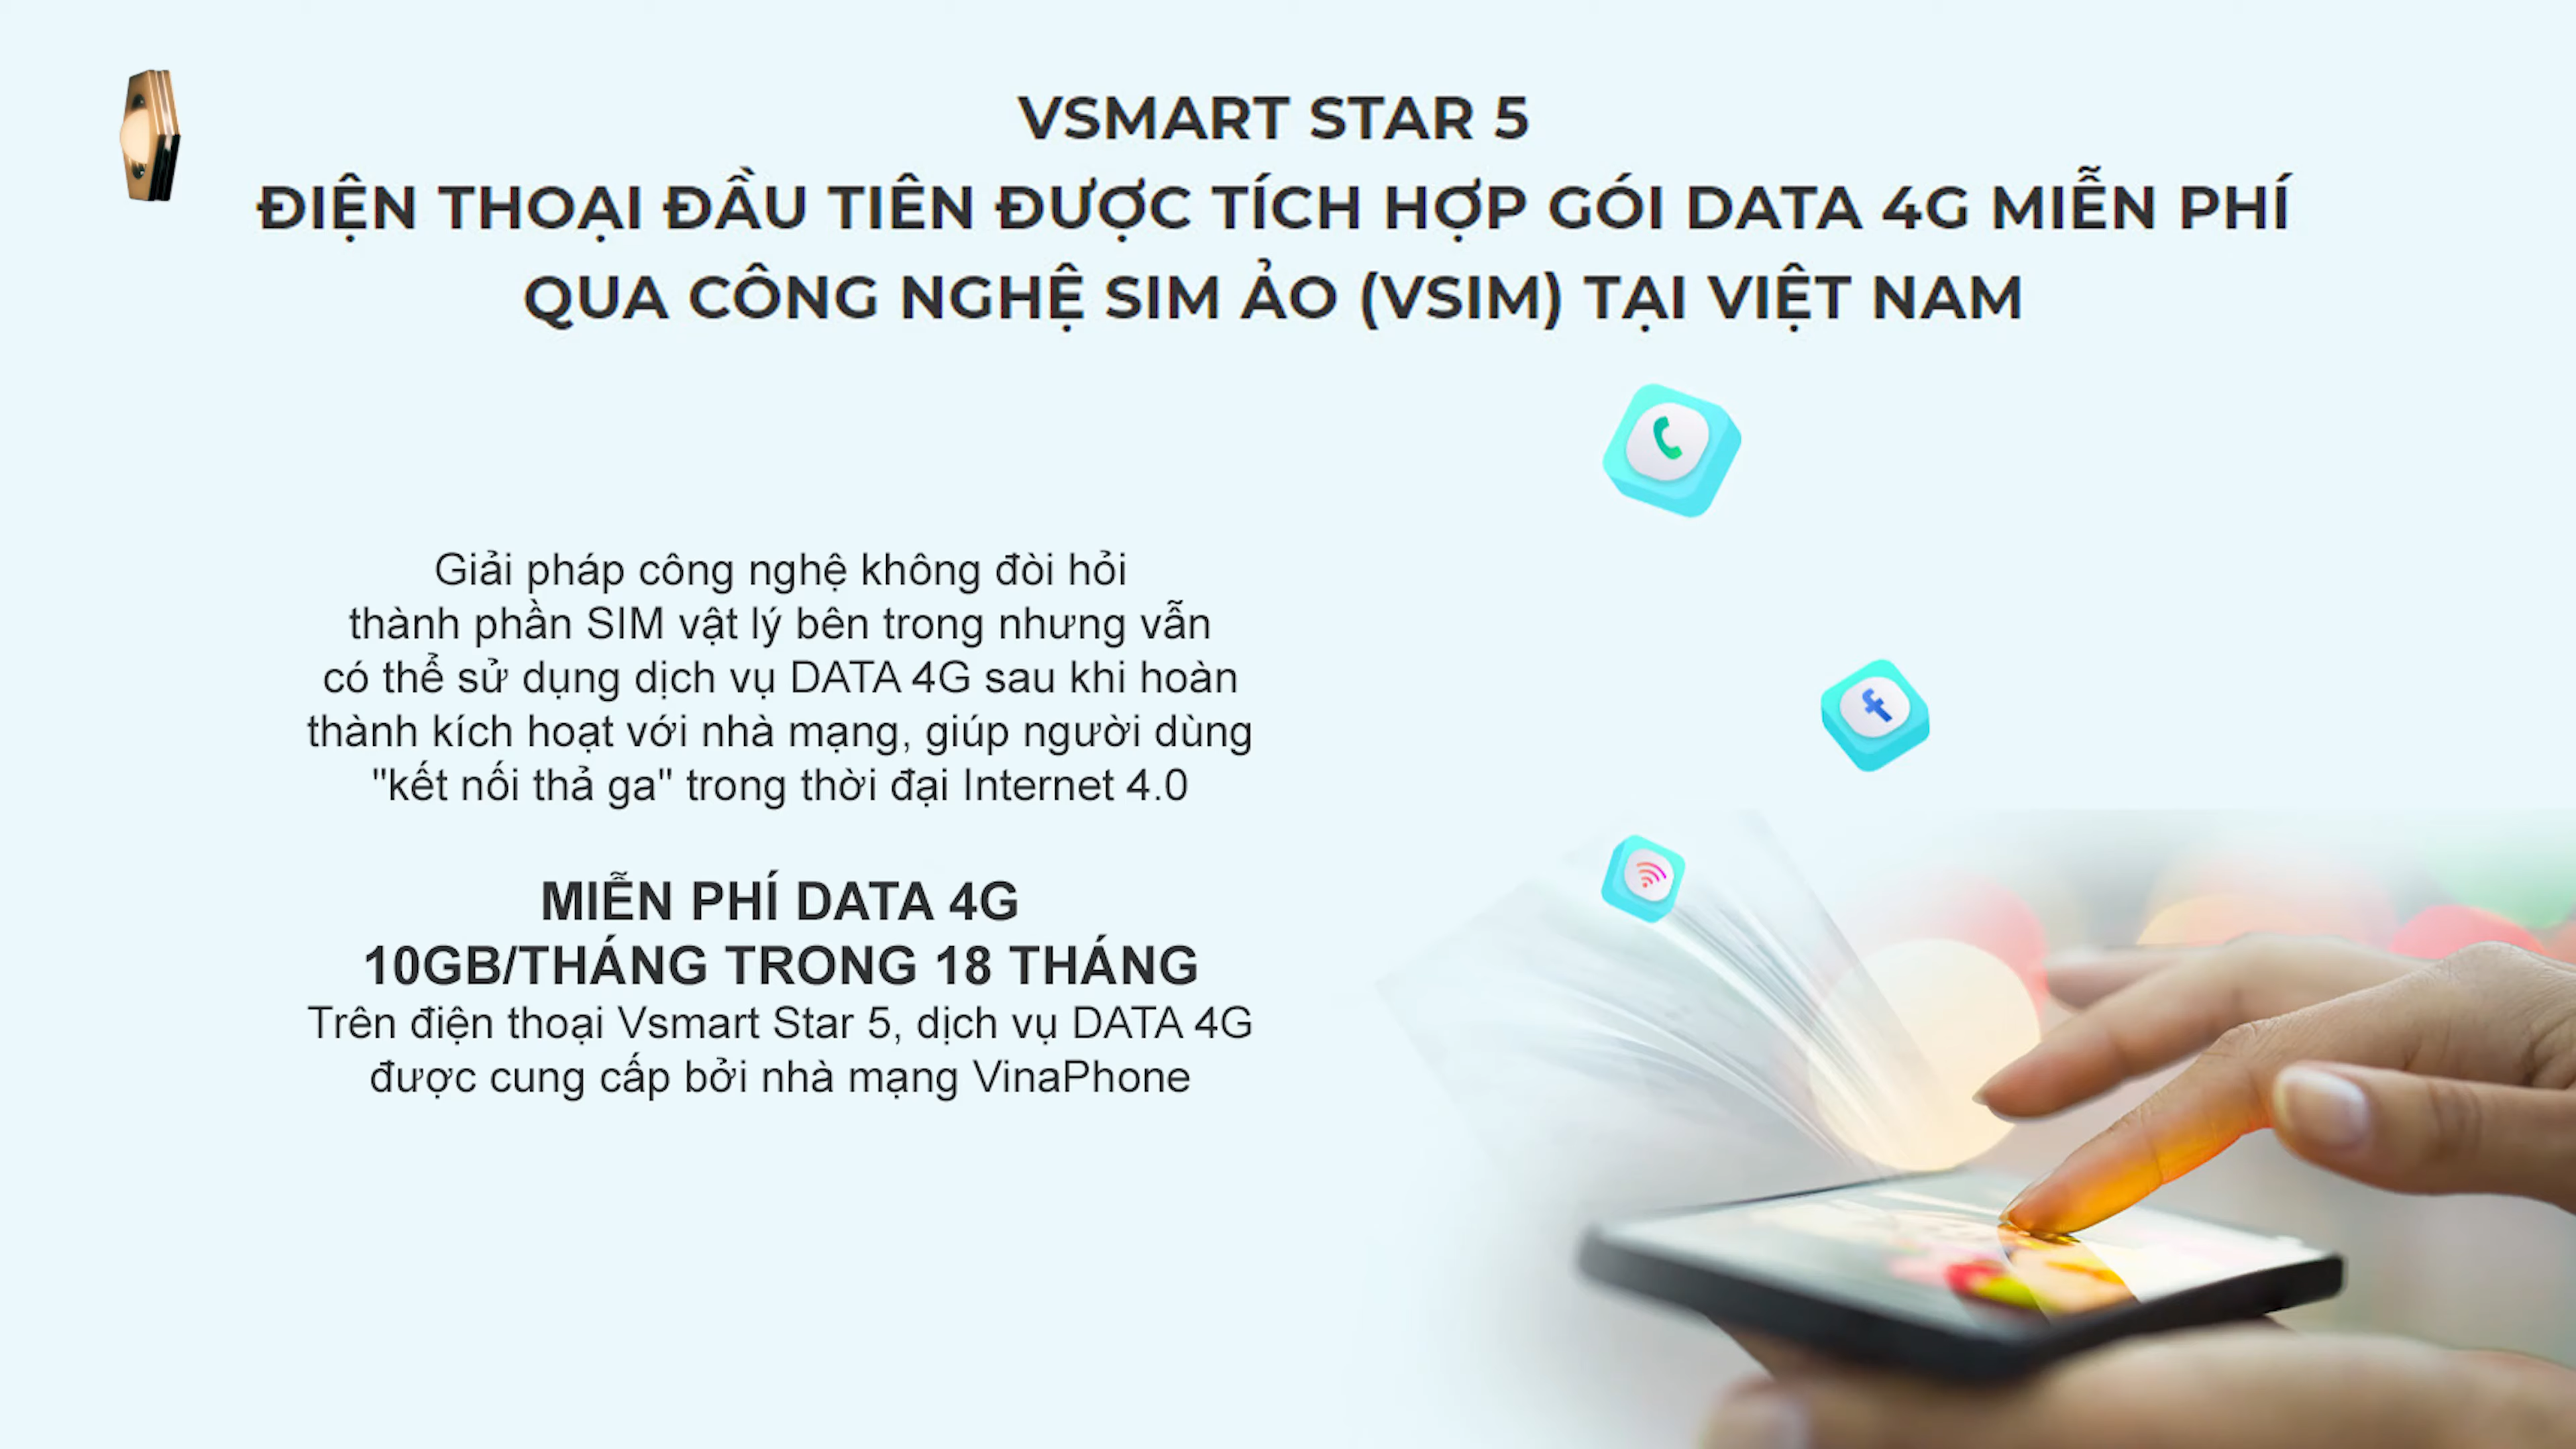 VSMART STAR 5
ĐIỆN THOẠI ĐẦU TIÊN ĐƯỢC TÍCH HỢP GÓI DATA 4G MIỄN PHÍ
QUA CÔNG NGHỆ SIM ẢO (VSIM) TẠI VIỆT NAM
Giải pháp công nghệ không đòi hỏi
thành phần SIM vật lý bên trong nhưng vẫn
có thể sử dụng dịch vụ DATA 4G sau khi hoàn
thành kích hoạt với nhà mạng, giúp người dùng
"kết nối thả ga" trong thời đại Internet 4.0
MIỄN PHÍ DATA 4G
10GB/THÁNG TRONG 18 THÁNG
Trên điện thoại Vsmart Star 5, dịch vụ DATA 4G
được cung cấp bởi nhà mạng VinaPhone